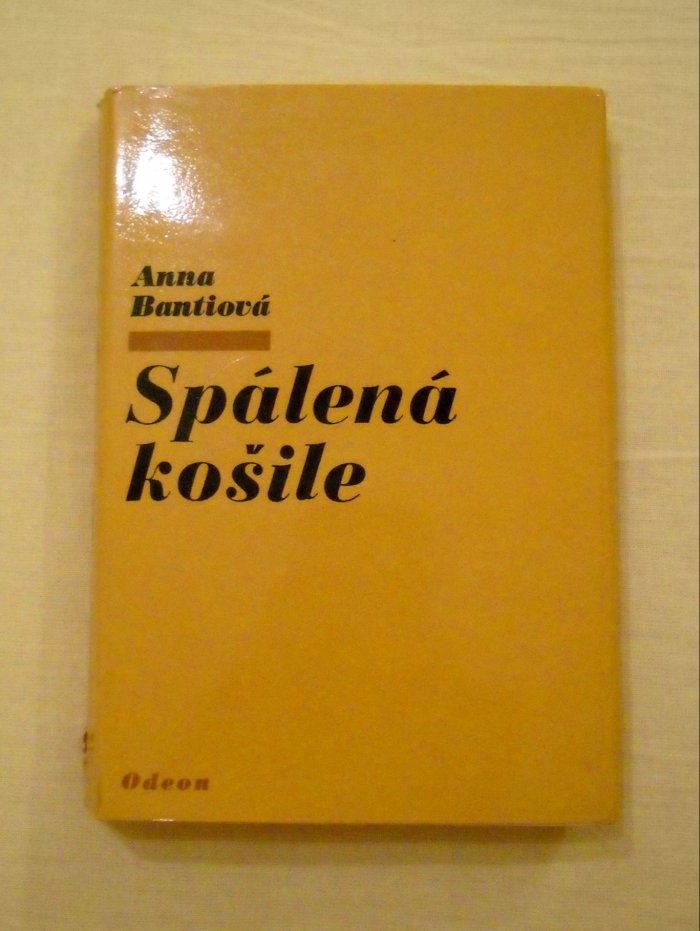 Anna
Bantiová
Spálená
košile
Odeon